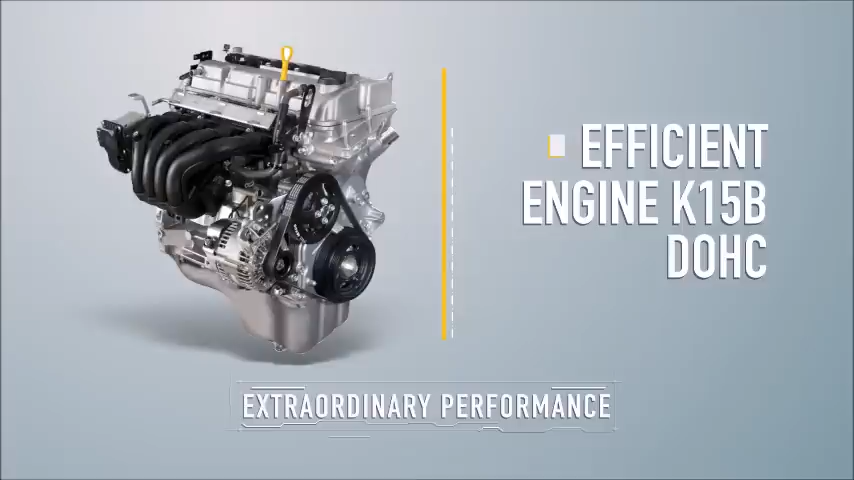 EFFICIENT
ENGINE K15B
DOHC
EXTRAORDINARY PERFORMANCE